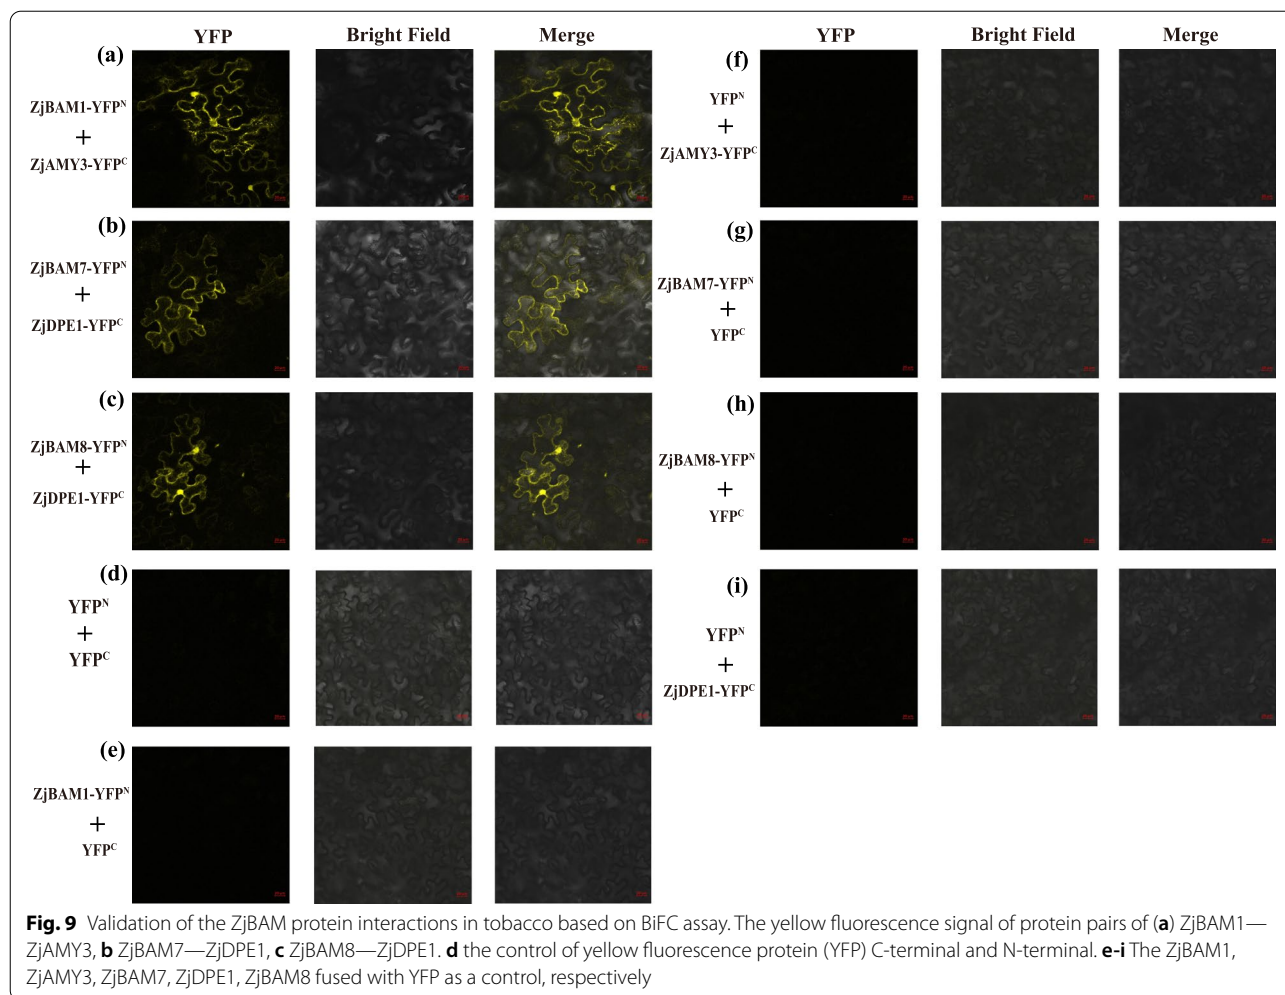 YFP Bright Field Merge
(a)
ZjBAM1-YFPᴺ
+
ZjAMY3-YFPᶜ
(b)
ZjBAM7-YFPᴺ
+
ZjDPE1-YFPᶜ
(c)
ZjBAM8-YFPᴺ
+
ZjDPE1-YFPᶜ
(d)
YFPᴺ
+
YFPᶜ
(e)
ZjBAM1-YFPᴺ
+
YFPᶜ
YFP Bright Field Merge
(f)
YFPᴺ
+
ZjAMY3-YFPᶜ
(g)
ZjBAM7-YFPᴺ
+
YFPᶜ
(h)
ZjBAM8-YFPᴺ
+
YFPᶜ
(i)
YFPᴺ
+
ZjDPE1-YFPᶜ
Fig. 9 Validation of the ZjBAM protein interactions in tobacco based on BiFC assay. The yellow fluorescence signal of protein pairs of (a) ZjBAM1—
ZjAMY3, b ZjBAM7—ZjDPE1, c ZjBAM8—ZjDPE1. d the control of yellow fluorescence protein (YFP) C-terminal and N-terminal. e-i The ZjBAM1,
ZjAMY3, ZjBAM7, ZjDPE1, ZjBAM8 fused with YFP as a control, respectively